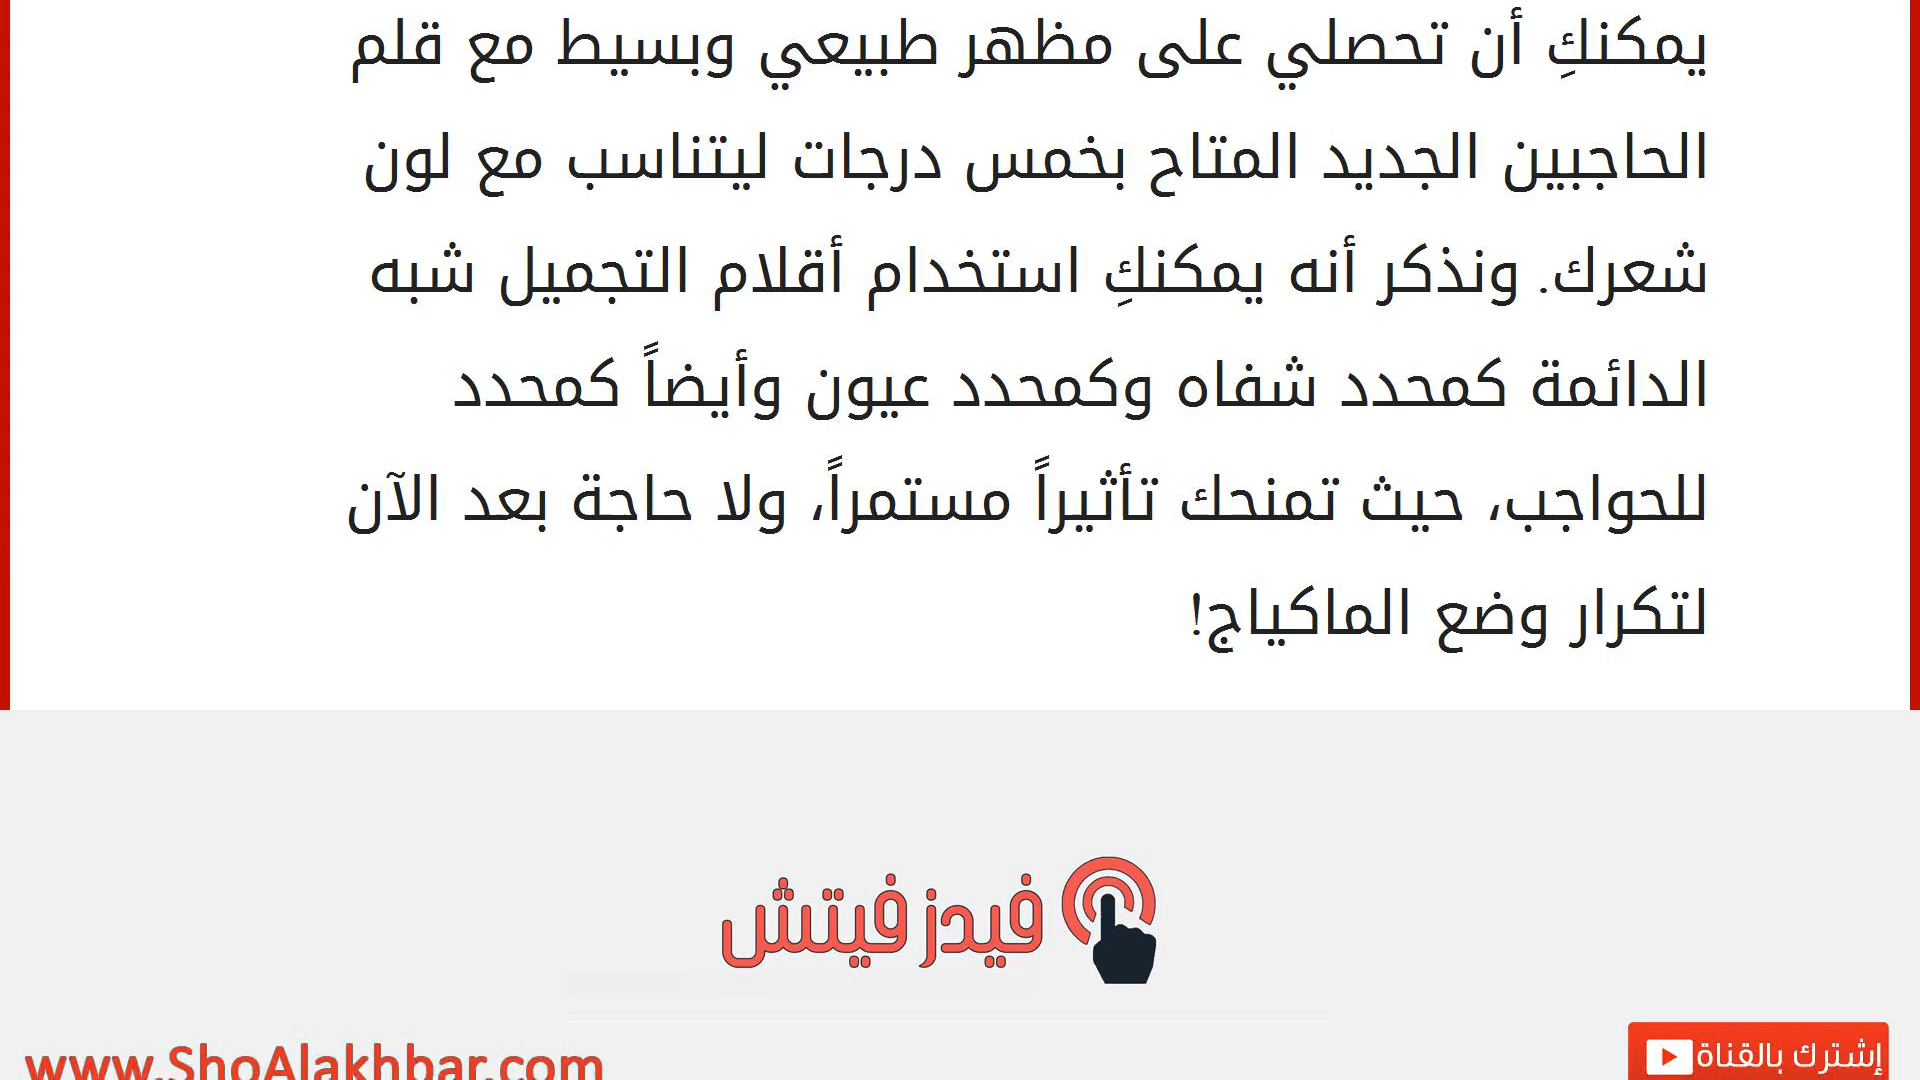 يمكنكِ أن تحصلي على مظهر طبيعي وبسيط مع قلم
الحاجبين الجديد المتاح بخمس درجات ليتناسب مع لون
شعرك. ونذكر أنه يمكنكِ استخدام أقلام التجميل شبه
الدائمة كمحدد شفاه وكمحدد عيون وأيضاً كمحدد
للحواجب، حيث تمنحك تأثيراً مستمراً، ولا حاجة بعد الآن
لتكرار وضع الماكياج!
فيدز فيتش
www.ShoAlakhbar.com
إشترك بالقناة